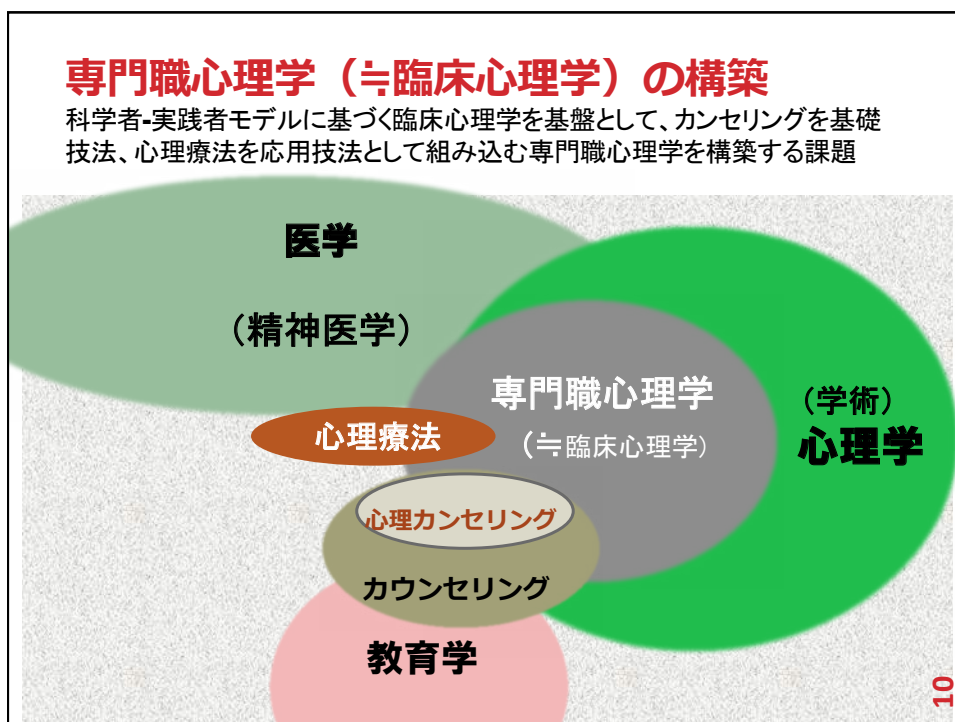 専門職心理学（≒臨床心理学）の構築
科学者-実践者モデルに基づく臨床心理学を基盤として、カンセリングを基礎
技法、心理療法を応用技法として組み込む専門職心理学を構築する課題
医学
（精神医学）
専門職心理学
（≒臨床心理学）
（学術）
心理学
心理療法
心理カンセリング
カウンセリング
教育学
10